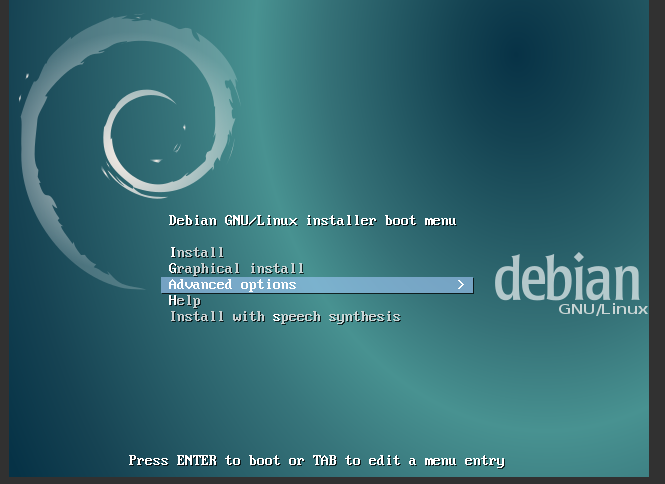 Debian GNU/Linux installer boot menu
Install
Graphical install
Advanced options >
Help
Install with speech synthesis
debian
GNU/Linux
Press ENTER to boot or TAB to edit a menu entry